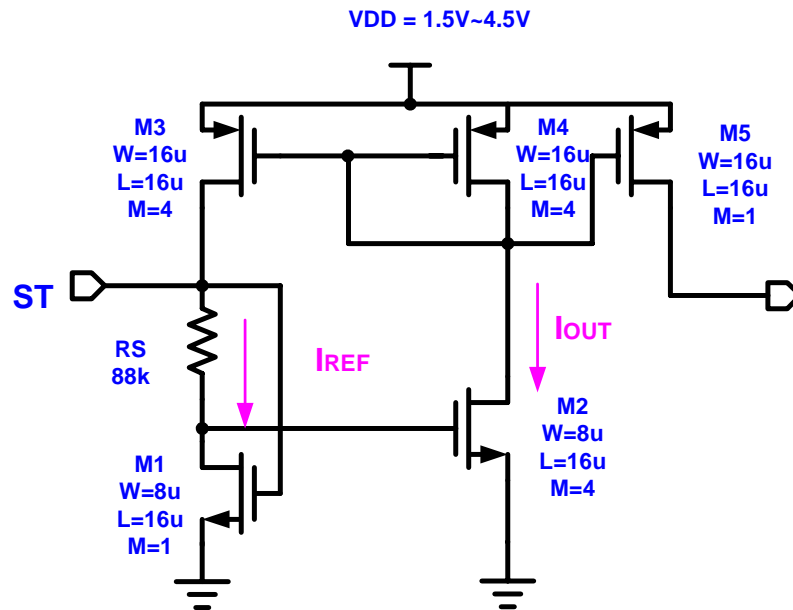 VDD = 1.5V~4.5V
M3
W=16u
L=16u
M=4
M4
W=16u
L=16u
M=4
M5
W=16u
L=16u
M=1
ST
RS
88k
IREF
IOUT
M1
W=8u
L=16u
M=1
M2
W=8u
L=16u
M=4